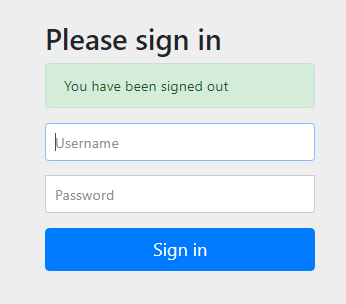 Please sign in
You have been signed out
Username
Password
Sign in